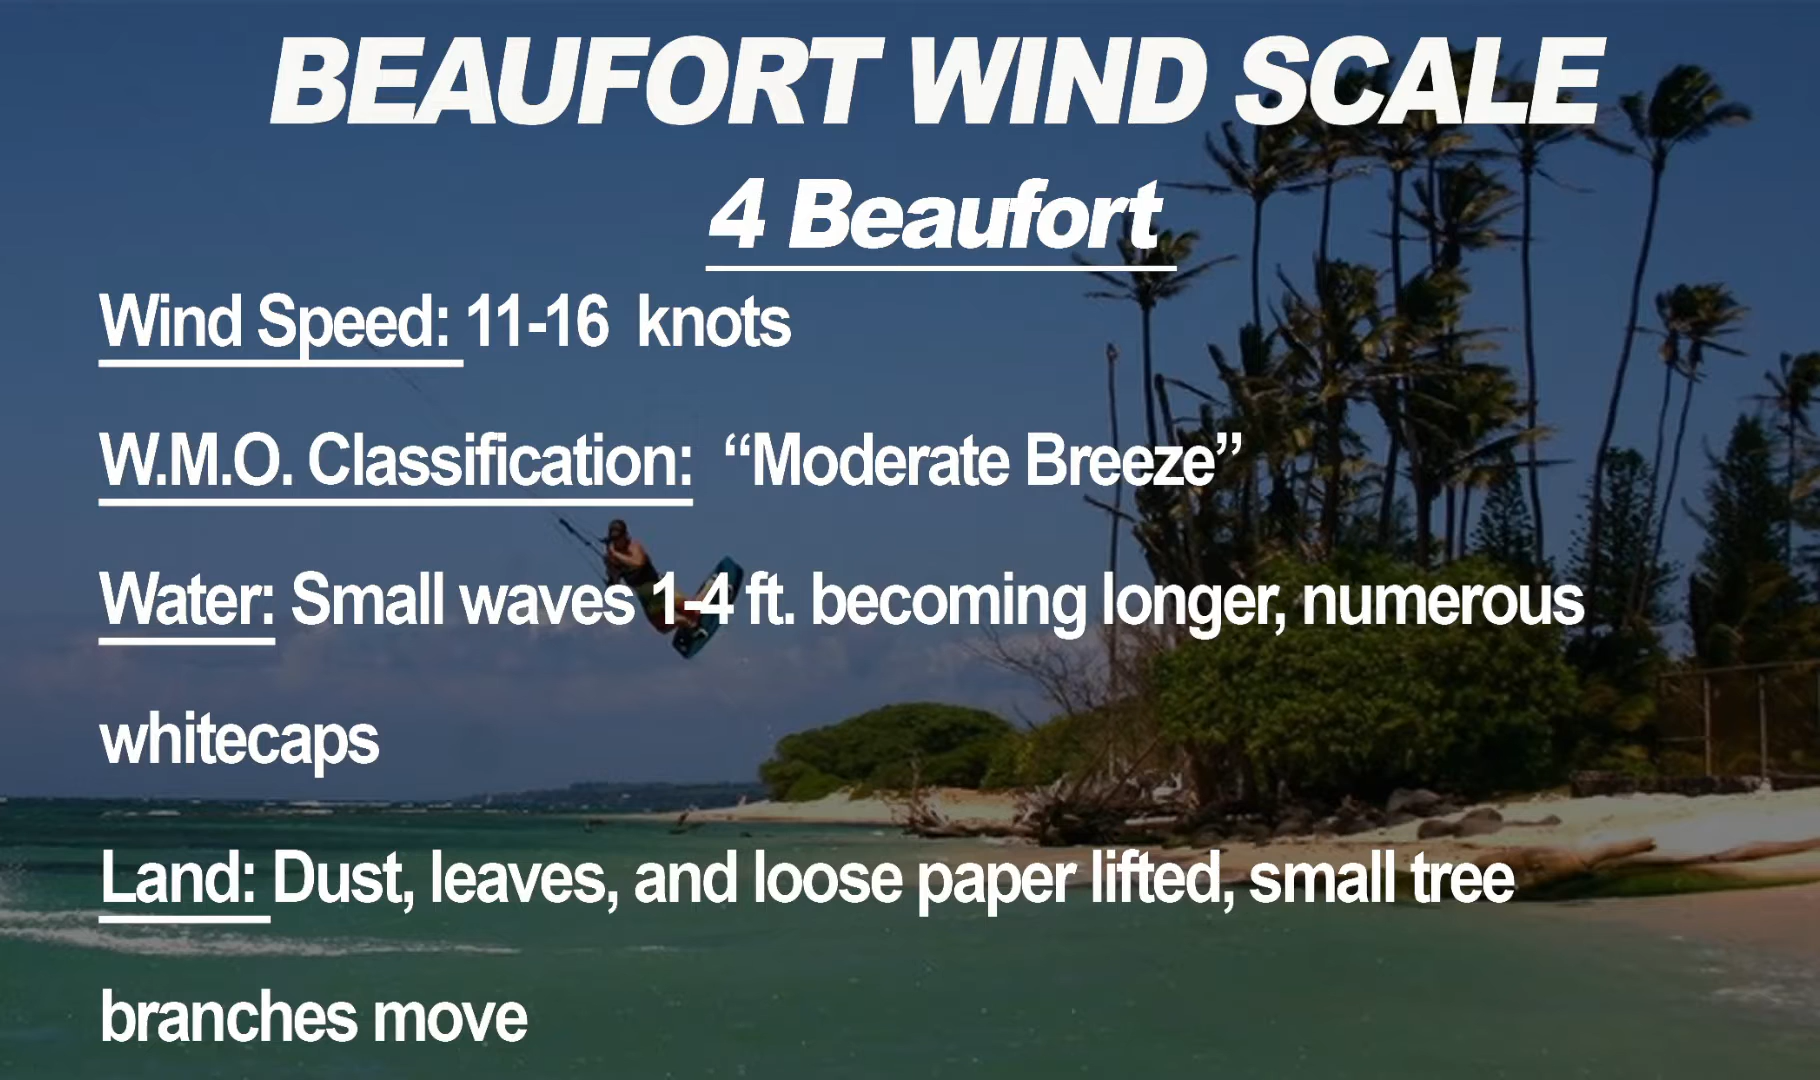 BEAUFORT WIND SCALE
4 Beaufort
Wind Speed: 11-16 knots
W.M.O. Classification: “Moderate Breeze”
Water: Small waves 1-4 ft. becoming longer, numerous
whitecaps
Land: Dust, leaves, and loose paper lifted, small tree
branches move